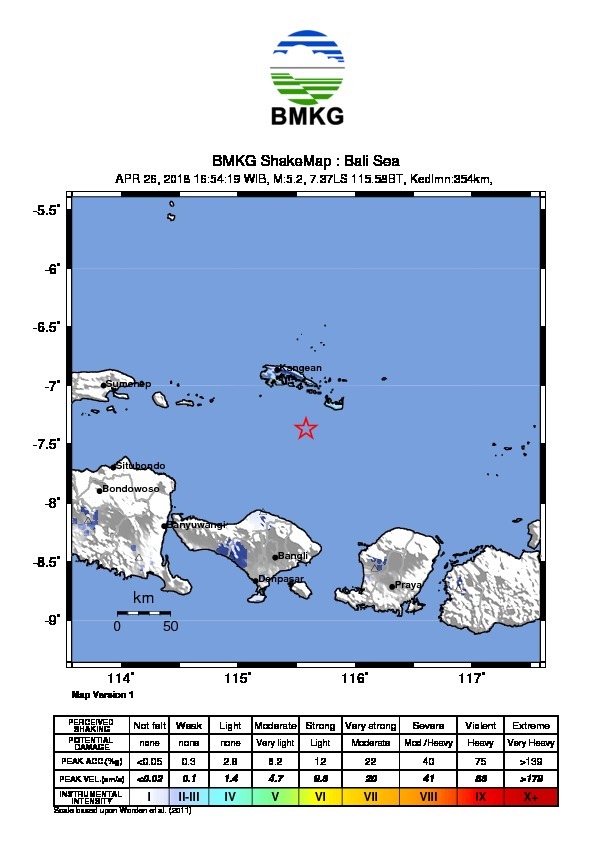 BMKG
BMKG ShakeMap : Bali Sea
APR 26, 2018 16:54:19 WIB, M:5.2, 7.37LS 115.58BT, Kedlmn:354km,
-5.5°
-6°
-6.5°
Kangean
-7°
Sumenep
-7.5°
Situbondo
Bondowoso
-8°
Banyuwangi
-8.5°
Bangli
Denpasar
Praya
km
0 50
-9°
114° 115° 116° 117°
Map Version 1
PERCEIVED SHAKING Not felt Weak Light Moderate Strong Very strong Severe Violent Extreme
POTENTIAL DAMAGE none none none Very light Light Moderate Mod./Heavy Heavy Very Heavy
PEAK ACC.(%g) <0.05 0.3 2.8 6.2 12 22 40 75 >139
PEAK VEL.(cm/s) <0.02 0.1 1.4 4.7 9.6 20 41 86 >178
INSTRUMENTAL INTENSITY I II-III IV V VI VII VIII IX X+
Scale based upon Worden et al. (2011)